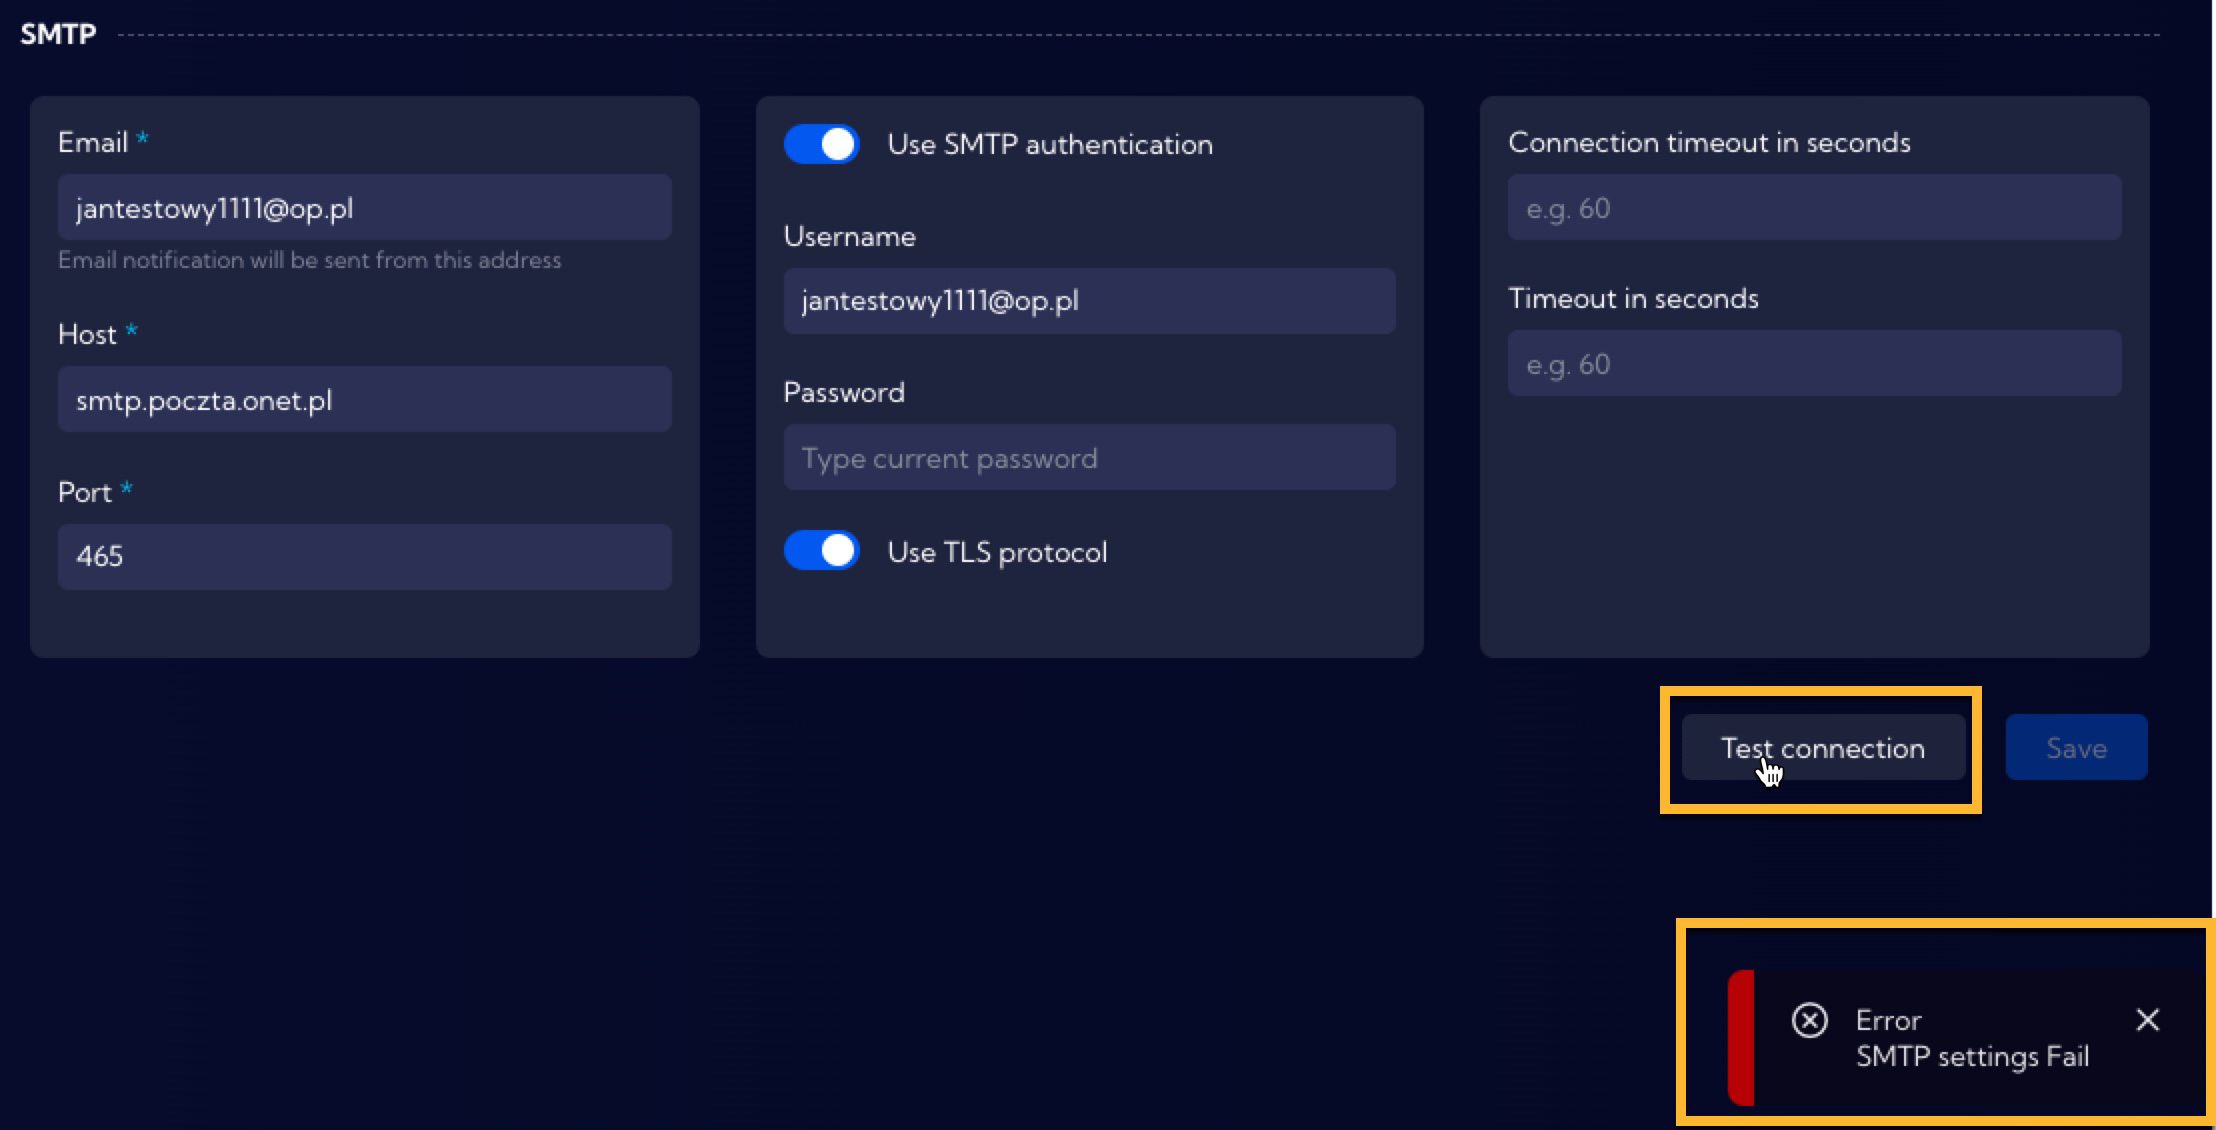 SMTP
Email *
jantestowy1111@op.pl
Email notification will be sent from this address
Host *
smtp.poczta.onet.pl
Port *
465
Use SMTP authentication
Username
jantestowy1111@op.pl
Password
Type current password
Use TLS protocol
Connection timeout in seconds
e.g. 60
Timeout in seconds
e.g. 60
Test connection
Save
Error
SMTP settings Fail